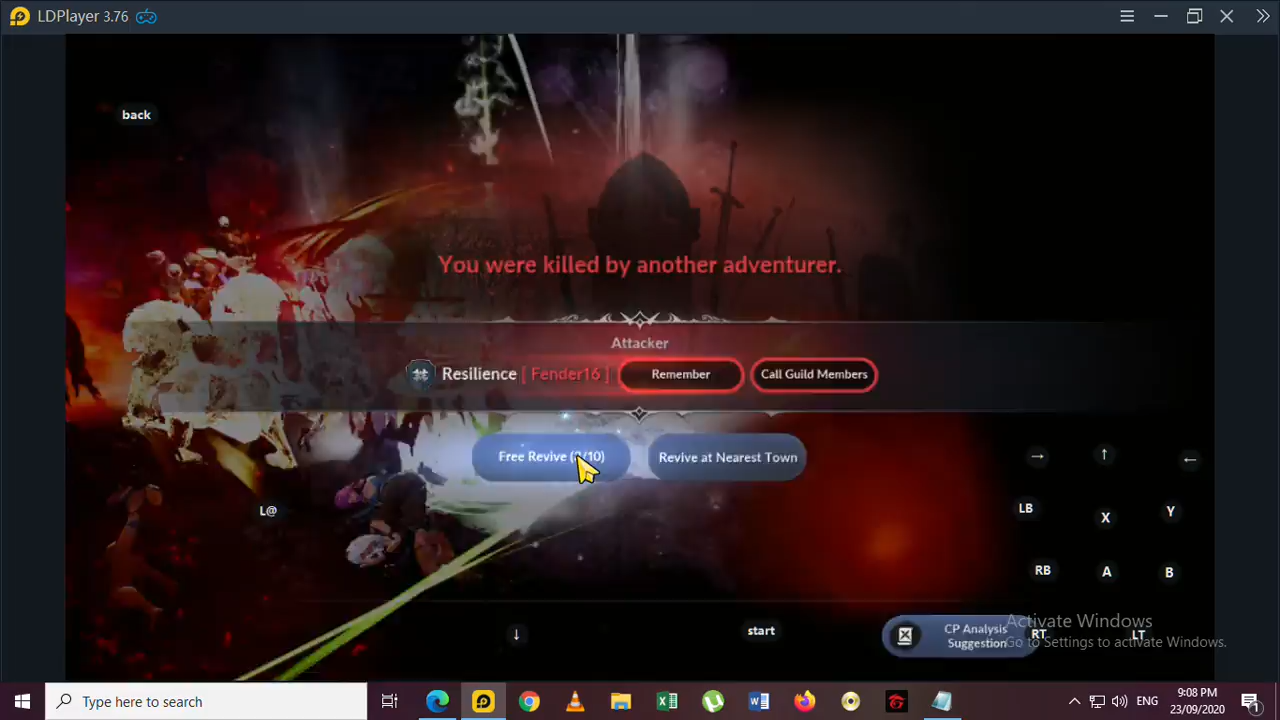 LDPlayer 3.76
back
You were killed by another adventurer.
Attacker
Resilience [ Fender16 ] Remember Call Guild Members
Free Revive Revive at Nearest Town
→ ↑ ←
L@ LB X Y
RB A B
↓ start CP Analysis RT LT
Suggestion
Activate Windows
Go to Settings to activate Windows.
Type here to search
ENG
9:08 PM
23/09/2020
1